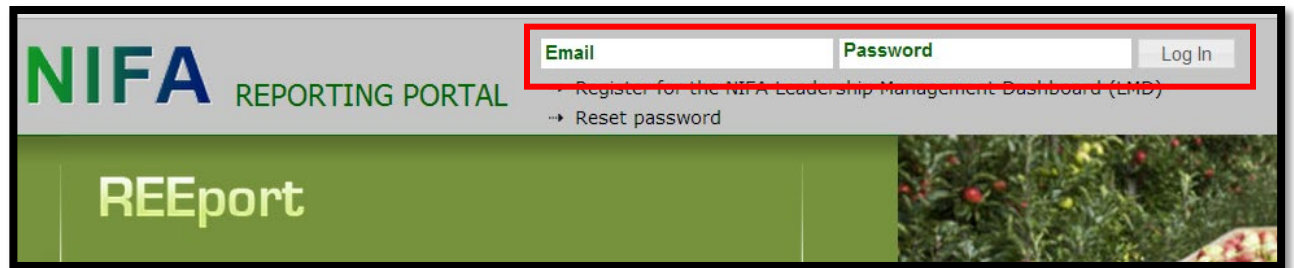 NIFA REPORTING PORTAL
Email Password Log In
⇢ Register for the NIFA Leadership Management Dashboard (LMD)
⇢ Reset password
REEport